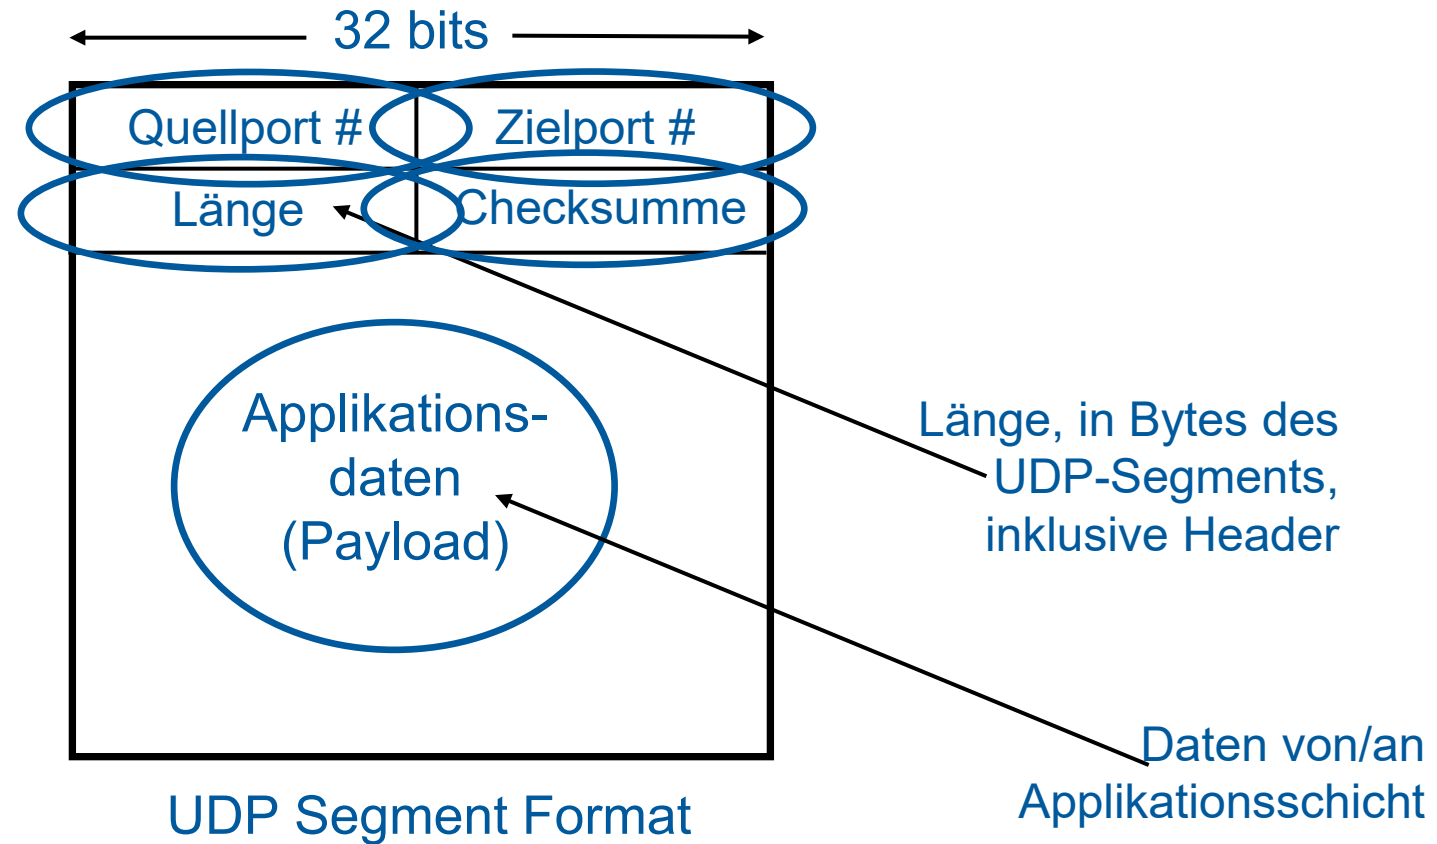 32 bits
Quellport # Zielport #
Länge Checksumme
Applikations-
daten
(Payload)
Länge, in Bytes des
UDP-Segments,
inklusive Header
Daten von/an
Applikationsschicht
UDP Segment Format